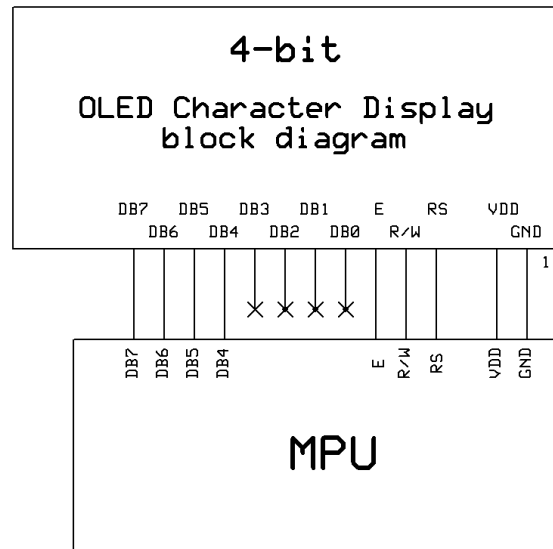 4-bit
OLED Character Display
block diagram
DB7 DB5 DB3 DB1 E RS VDD
DB6 DB4 DB2 DB0 R/W GND
1
DB7 DB6 DB5 DB4 E R/W RS VDD GND
MPU